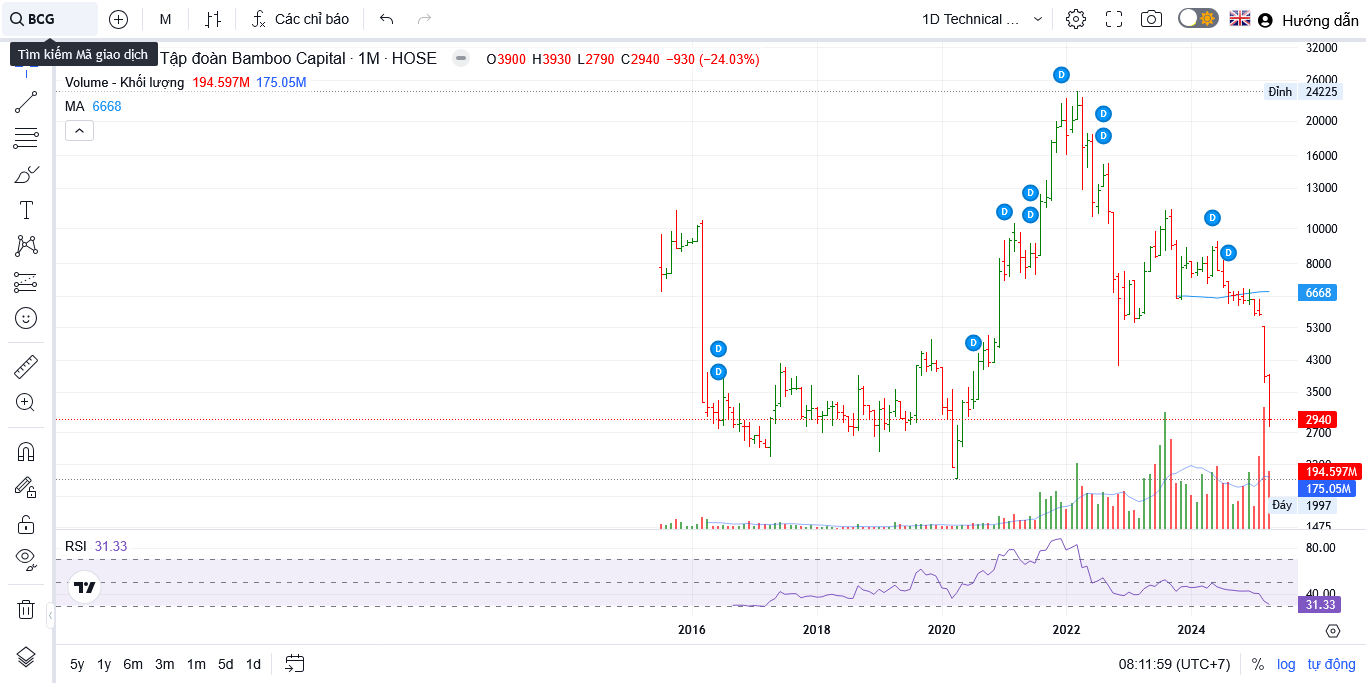 BCG
M
Các chỉ báo
1D Technical ...
Hướng dẫn
Tìm kiếm Mã giao dịch
Tập đoàn Bamboo Capital · 1M · HOSE
O3900 H3930 L2790 C2940 −930 (−24.03%)
Volume - Khối lượng 194.597M 175.05M
MA 6668
32000
26000
Đỉnh 24225
20000
16000
13000
10000
8000
6668
5300
4300
3500
2940
2700
194.597M
175.05M
Đáy 1997
1475
D
D
D
D
D
D
D
D
D
D
D
RSI 31.33
80.00
40.00
31.33
2016 2018 2020 2022 2024
5y 1y 6m 3m 1m 5d 1d
08:11:59 (UTC+7) % log tự động